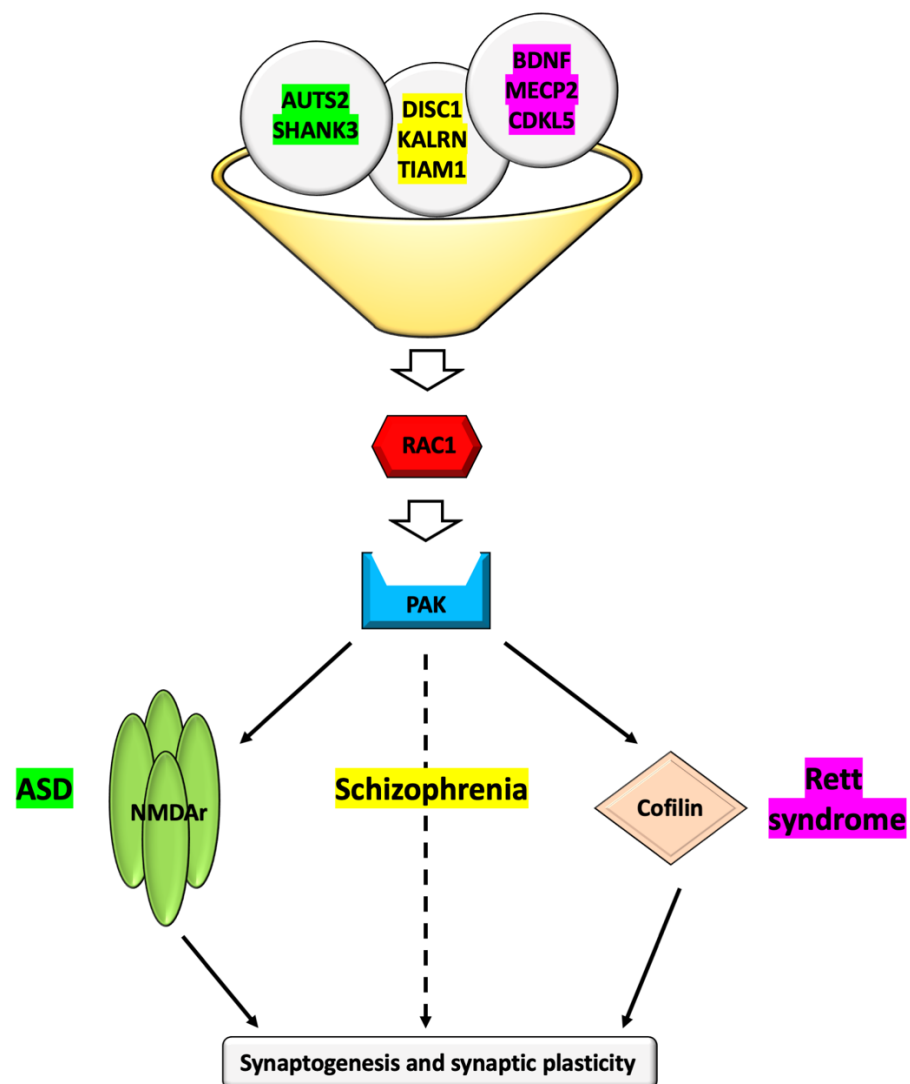 AUTS2
SHANK3
DISC1
KALRN
TIAM1
BDNF
MECP2
CDKL5
RAC1
PAK
ASD
NMDAr
Schizophrenia
Cofilin
Rett
syndrome
Synaptogenesis and synaptic plasticity